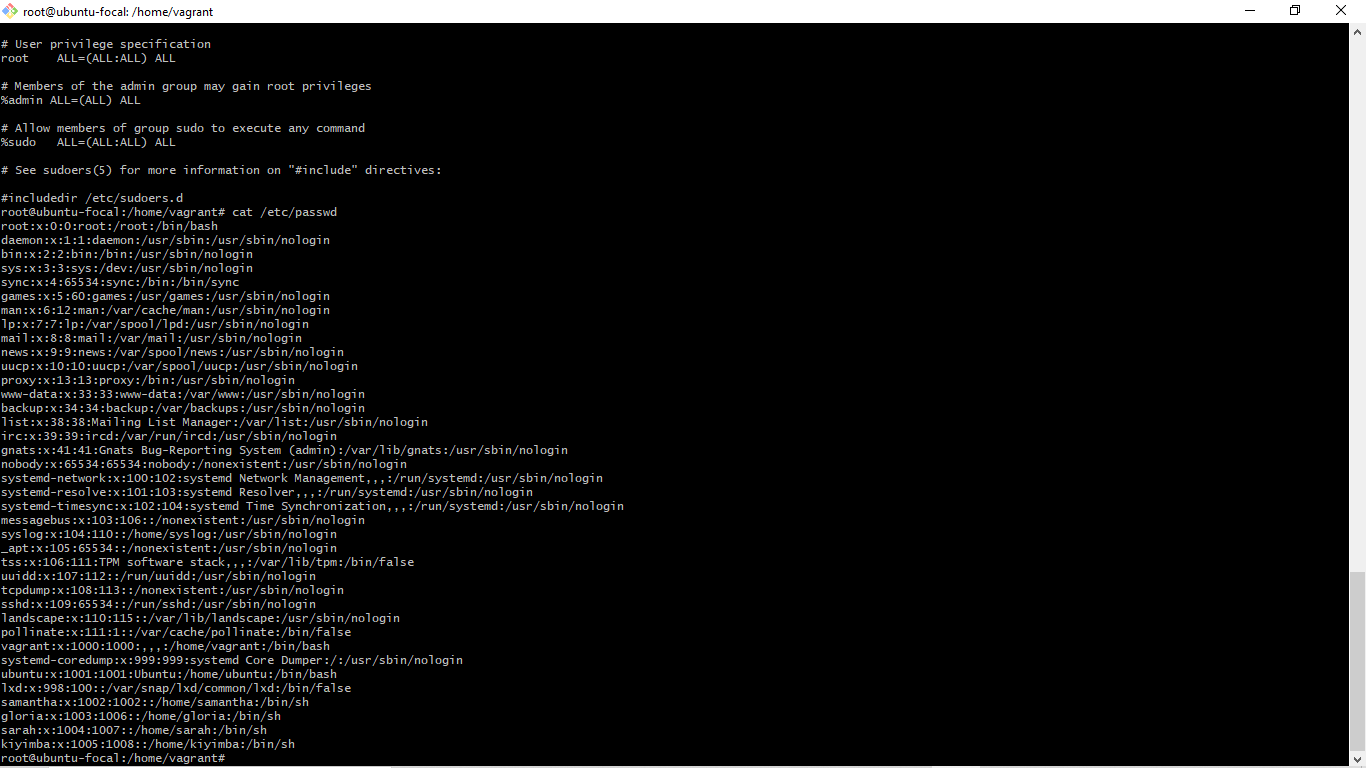 root@ubuntu-focal: /home/vagrant
# User privilege specification
root    ALL=(ALL:ALL) ALL
# Members of the admin group may gain root privileges
%admin ALL=(ALL) ALL
# Allow members of group sudo to execute any command
%sudo   ALL=(ALL:ALL) ALL
# See sudoers(5) for more information on "#include" directives:
#includedir /etc/sudoers.d
root@ubuntu-focal:/home/vagrant# cat /etc/passwd
root:x:0:0:root:/root:/bin/bash
daemon:x:1:1:daemon:/usr/sbin:/usr/sbin/nologin
bin:x:2:2:bin:/bin:/usr/sbin/nologin
sys:x:3:3:sys:/dev:/usr/sbin/nologin
sync:x:4:65534:sync:/bin:/bin/sync
games:x:5:60:games:/usr/games:/usr/sbin/nologin
man:x:6:12:man:/var/cache/man:/usr/sbin/nologin
lp:x:7:7:lp:/var/spool/lpd:/usr/sbin/nologin
mail:x:8:8:mail:/var/mail:/usr/sbin/nologin
news:x:9:9:news:/var/spool/news:/usr/sbin/nologin
uucp:x:10:10:uucp:/var/spool/uucp:/usr/sbin/nologin
proxy:x:13:13:proxy:/bin:/usr/sbin/nologin
www-data:x:33:33:www-data:/var/www:/usr/sbin/nologin
backup:x:34:34:backup:/var/backups:/usr/sbin/nologin
list:x:38:38:Mailing List Manager:/var/list:/usr/sbin/nologin
irc:x:39:39:ircd:/var/run/ircd:/usr/sbin/nologin
gnats:x:41:41:Gnats Bug-Reporting System (admin):/var/lib/gnats:/usr/sbin/nologin
nobody:x:65534:65534:nobody:/nonexistent:/usr/sbin/nologin
systemd-network:x:100:102:systemd Network Management,,,:/run/systemd:/usr/sbin/nologin
systemd-resolve:x:101:103:systemd Resolver,,,:/run/systemd:/usr/sbin/nologin
systemd-timesync:x:102:104:systemd Time Synchronization,,,:/run/systemd:/usr/sbin/nologin
messagebus:x:103:106::/nonexistent:/usr/sbin/nologin
syslog:x:104:110::/home/syslog:/usr/sbin/nologin
_apt:x:105:65534::/nonexistent:/usr/sbin/nologin
tss:x:106:111:TPM software stack,,,:/var/lib/tpm:/bin/false
uuidd:x:107:112::/run/uuidd:/usr/sbin/nologin
tcpdump:x:108:113::/nonexistent:/usr/sbin/nologin
sshd:x:109:65534::/run/sshd:/usr/sbin/nologin
landscape:x:110:115::/var/lib/landscape:/usr/sbin/nologin
pollinate:x:111:1::/var/cache/pollinate:/bin/false
vagrant:x:1000:1000:,,,:/home/vagrant:/bin/bash
systemd-coredump:x:999:999:systemd Core Dumper:/:/usr/sbin/nologin
ubuntu:x:1001:1001:Ubuntu:/home/ubuntu:/bin/bash
lxd:x:998:100::/var/snap/lxd/common/lxd:/bin/false
samantha:x:1002:1002::/home/samantha:/bin/sh
gloria:x:1003:1006::/home/gloria:/bin/sh
sarah:x:1004:1007::/home/sarah:/bin/sh
kiyimba:x:1005:1008::/home/kiyimba:/bin/sh
root@ubuntu-focal:/home/vagrant#